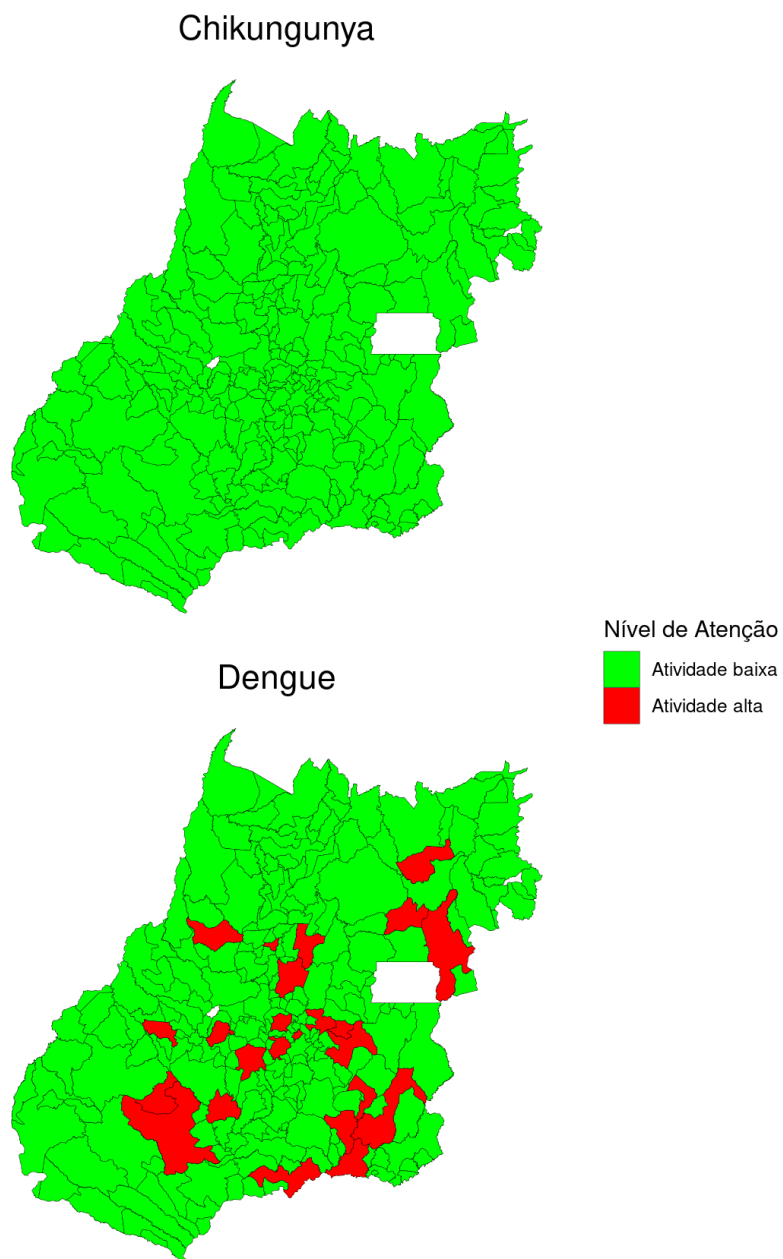 Chikungunya
Nível de Atenção
Atividade baixa
Atividade alta
Dengue